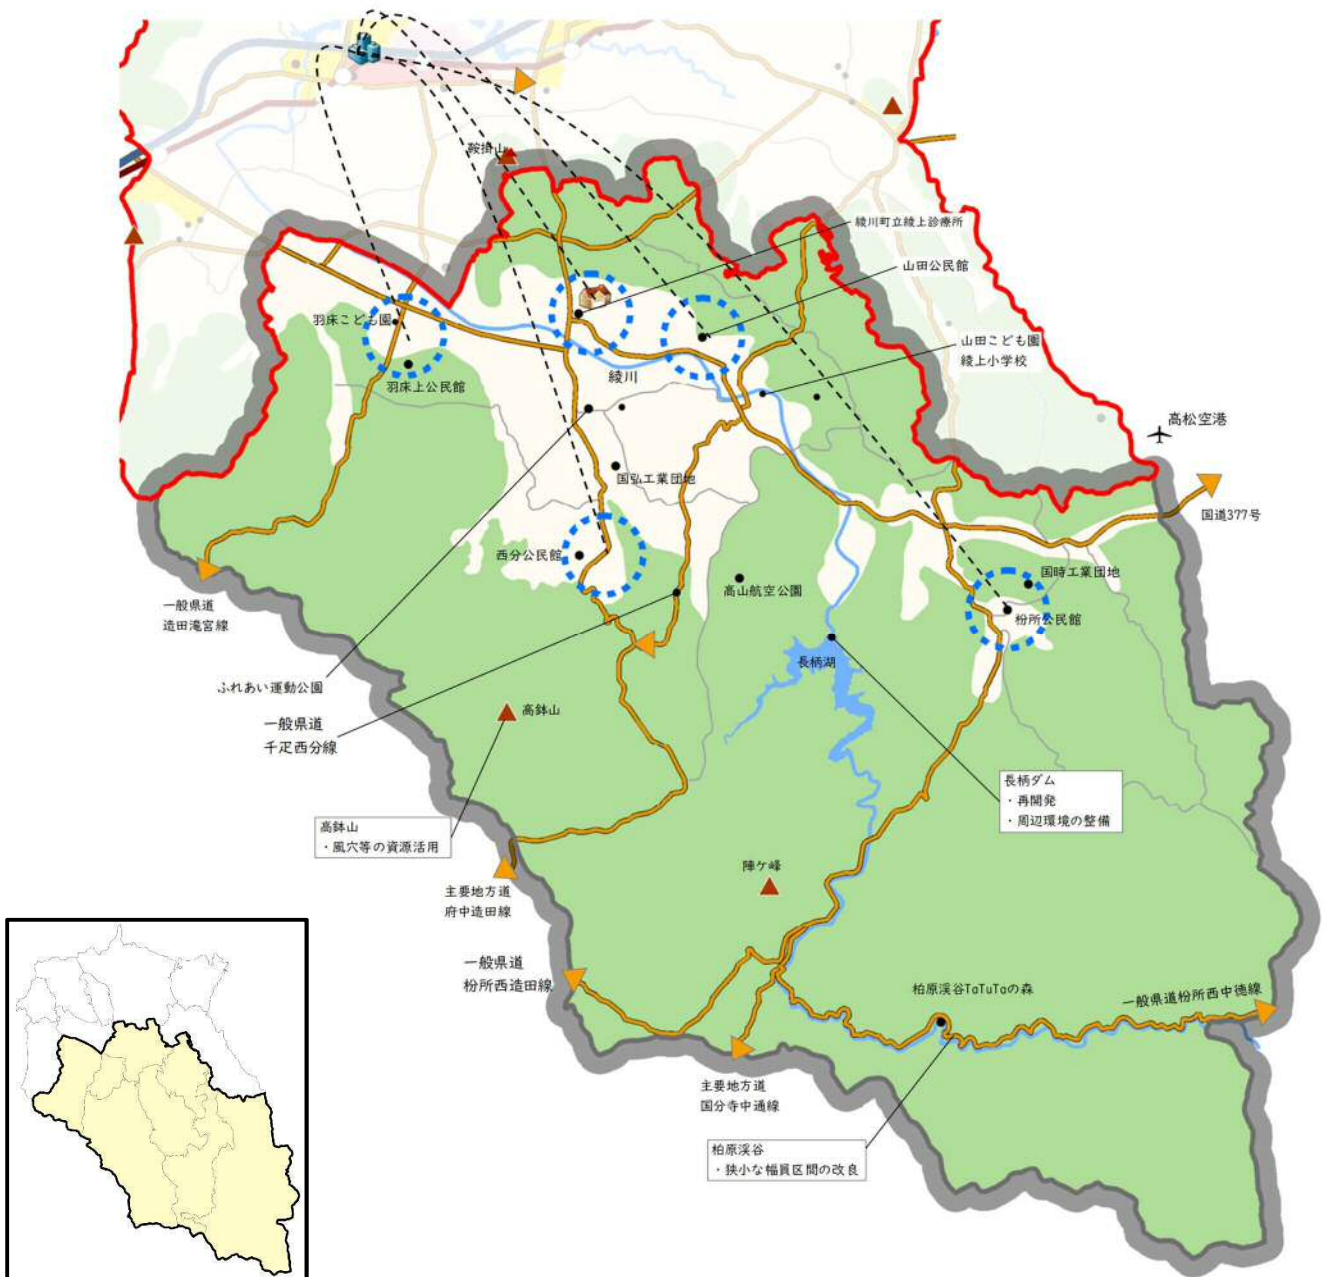 鞍掛山
綾川町立綾上診療所
山田公民館
羽床こども園
山田こども園
綾上小学校
羽床上公民館
綾川
高松空港
国弘工業団地
国道377号
西分公民館
高山航空公園
国時工業団地
枌所公民館
一般県道
造田滝宮線
長柄湖
ふれあい運動公園
高鉢山
一般県道
千疋西分線
長柄ダム
・再開発
・周辺環境の整備
高鉢山
・風穴等の資源活用
陣ケ峰
主要地方道
府中造田線
一般県道
枌所西造田線
柏原渓谷TaTuTaの森
一般県道枌所西中徳線
主要地方道
国分寺中通線
柏原渓谷
・狭小な幅員区間の改良